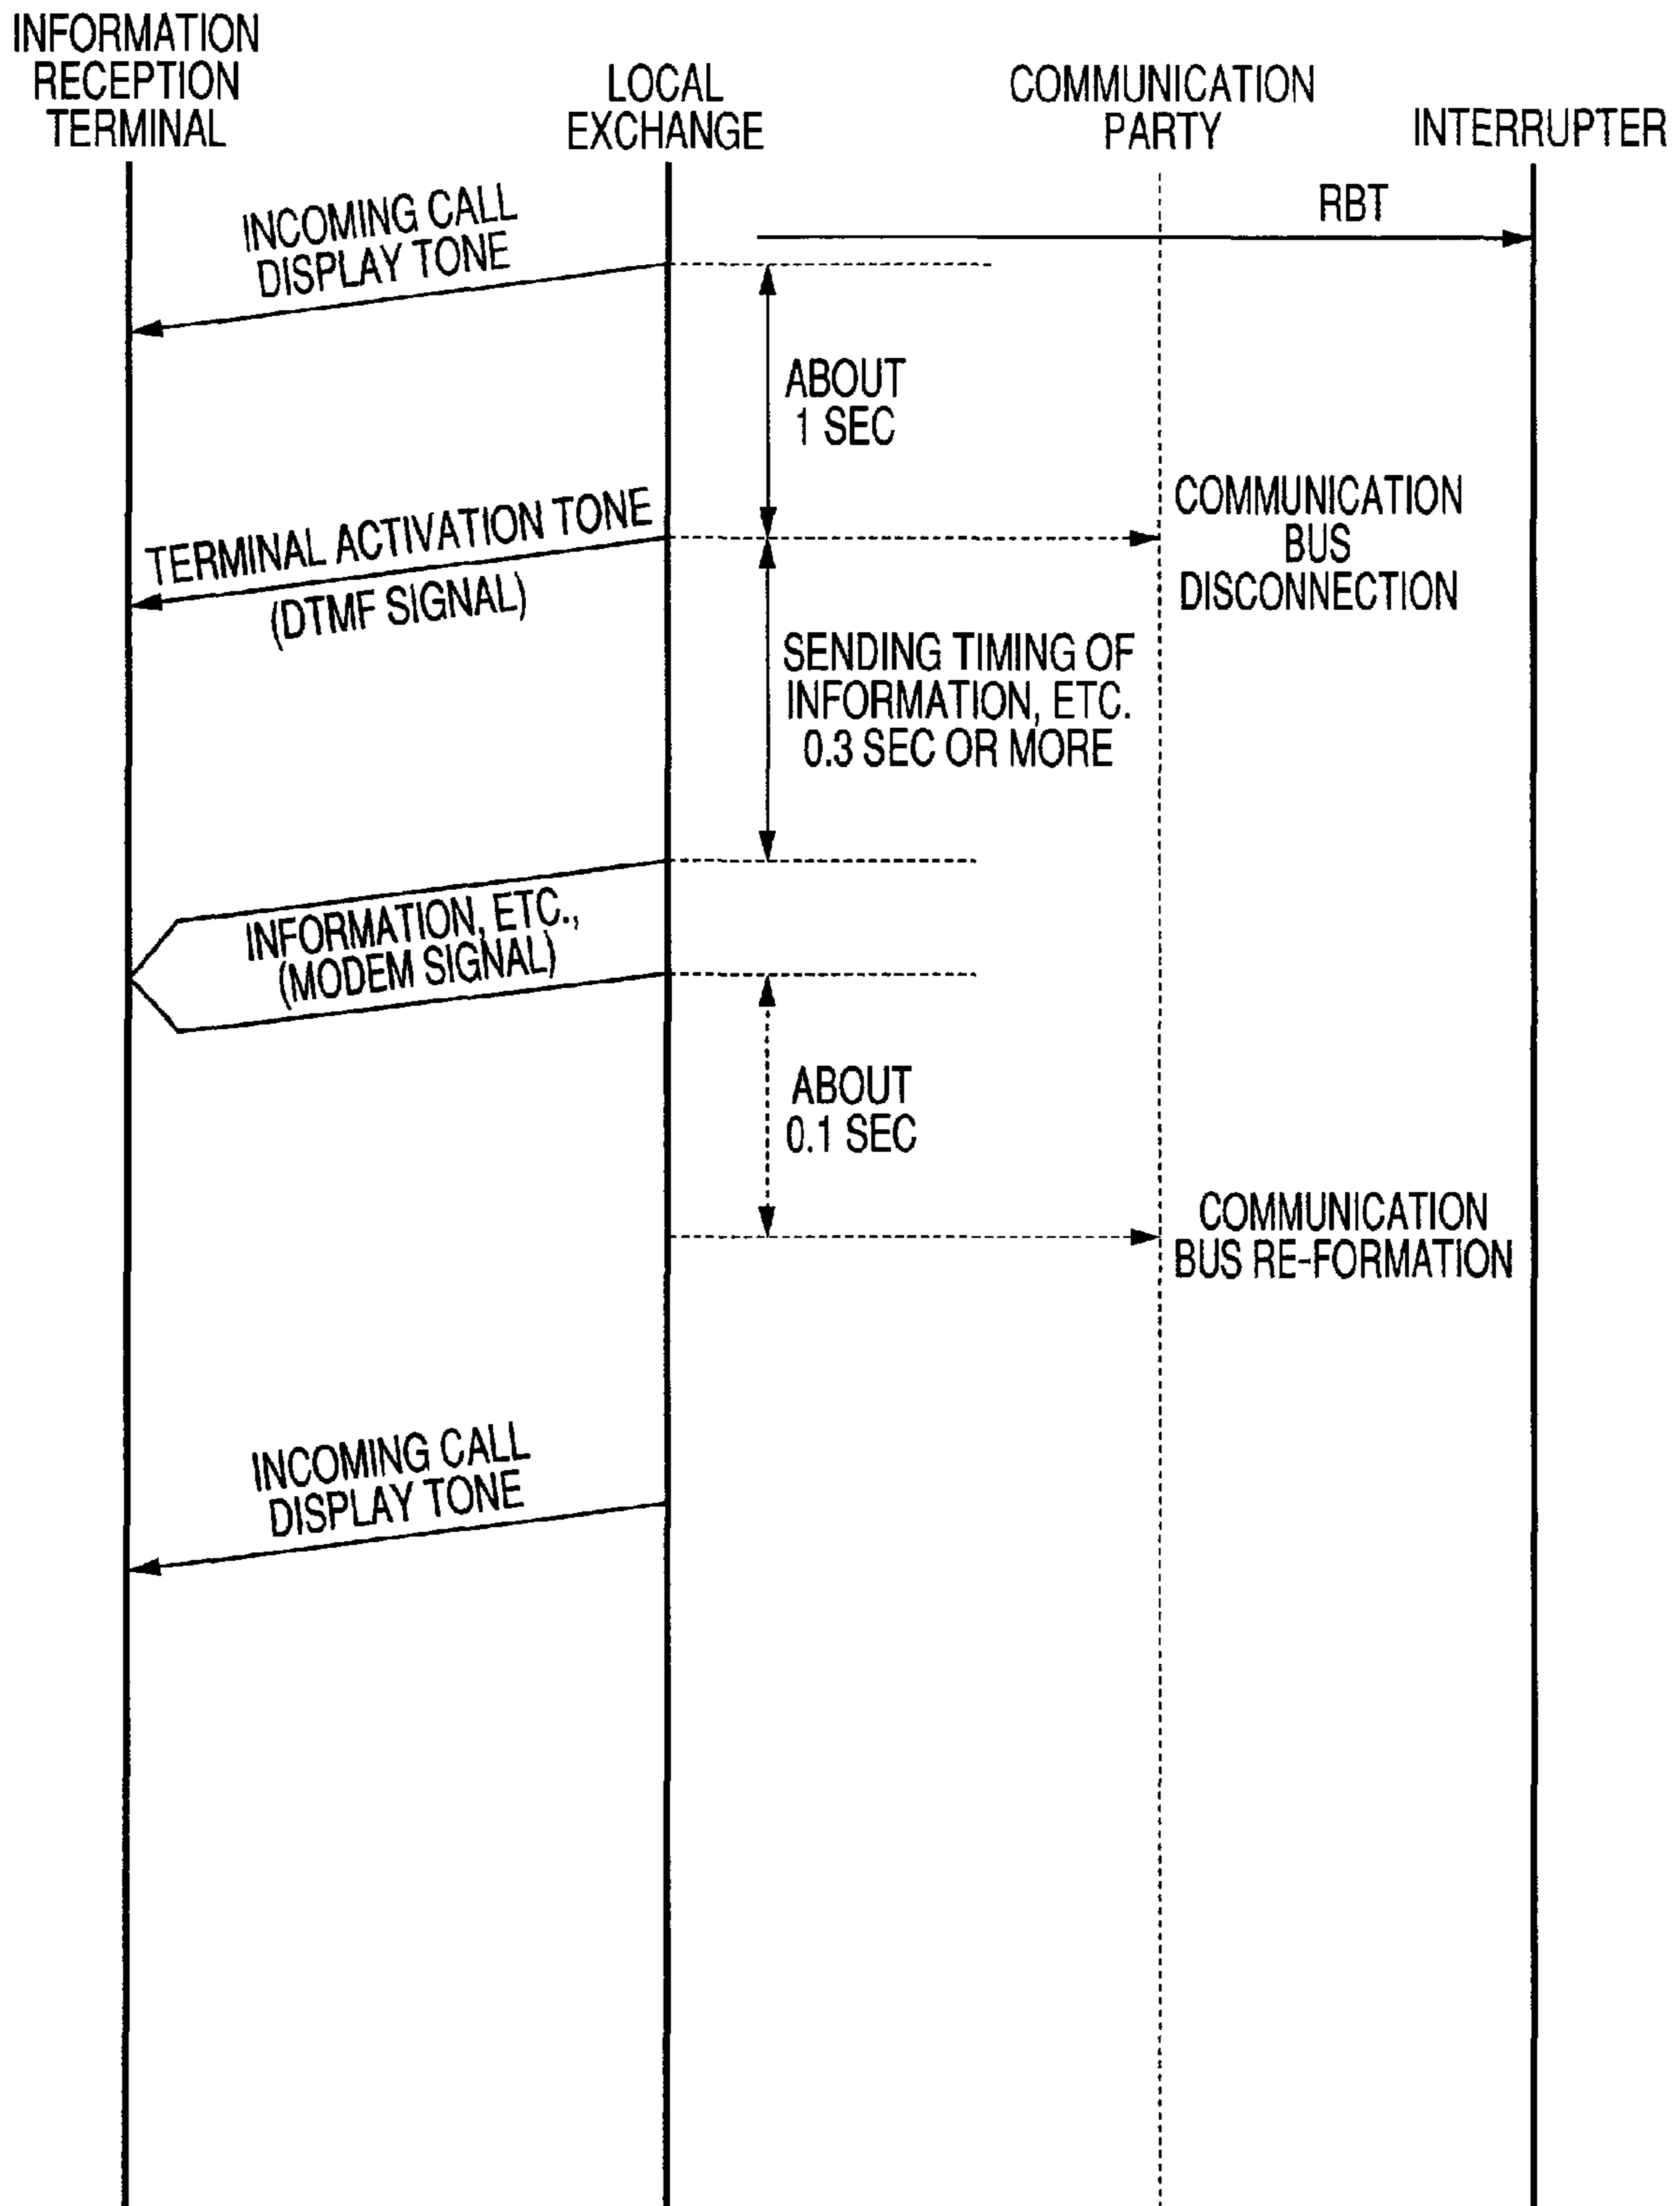 INFORMATION
RECEPTION
TERMINAL
LOCAL
EXCHANGE
COMMUNICATION
PARTY
INTERRUPTER
RBT
INCOMING CALL
DISPLAY TONE
ABOUT
1 SEC
TERMINAL ACTIVATION TONE
(DTMF SIGNAL)
COMMUNICATION
BUS
DISCONNECTION
SENDING TIMING OF
INFORMATION, ETC.
0.3 SEC OR MORE
INFORMATION, ETC.,
(MODEM SIGNAL)
ABOUT
0.1 SEC
COMMUNICATION
BUS RE-FORMATION
INCOMING CALL
DISPLAY TONE